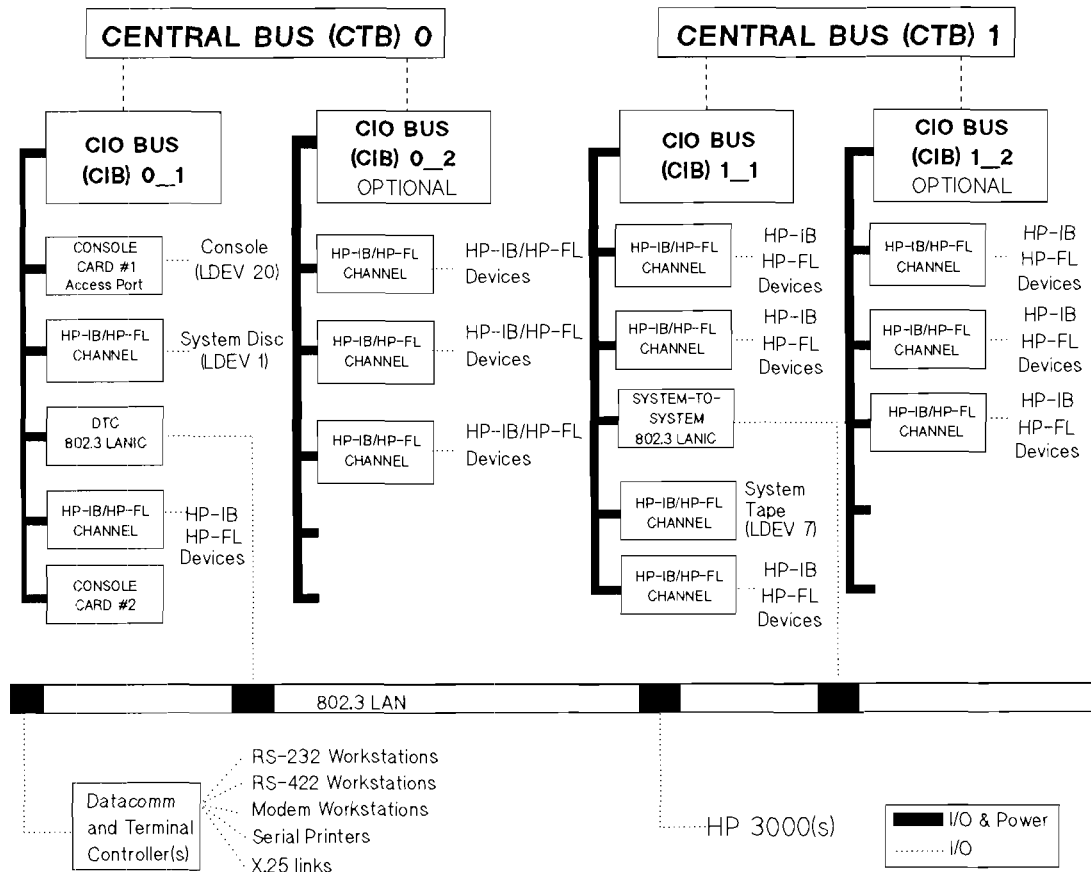 CENTRAL BUS (CTB) 0
CENTRAL BUS (CTB) 1
CIO BUS
(CIB) 0__1
CONSOLE
CARD #1
Access Port
Console
(LDEV 20)
HP-IB/HP-FL
CHANNEL
System Disc
(LDEV 1)
DTC
802.3 LANIC
HP-IB/HP-FL
CHANNEL
HP-IB
HP-FL
Devices
CONSOLE
CARD #2
CIO BUS
(CIB) 0__2
OPTIONAL
HP-IB/HP-FL
CHANNEL
HP-IB/HP-FL
Devices
HP-IB/HP-FL
CHANNEL
HP-IB/HP-FL
Devices
HP-IB/HP-FL
CHANNEL
HP-IB/HP-FL
Devices
CIO BUS
(CIB) 1__1
HP-IB/HP-FL
CHANNEL
HP-IB
HP-FL
Devices
HP-IB/HP-FL
CHANNEL
HP-IB
HP-FL
Devices
SYSTEM-TO-
SYSTEM
802.3 LANIC
HP-IB/HP-FL
CHANNEL
System
Tape
(LDEV 7)
HP-IB/HP-FL
CHANNEL
HP-IB
HP-FL
Devices
CIO BUS
(CIB) 1__2
OPTIONAL
HP-IB/HP-FL
CHANNEL
HP-IB
HP-FL
Devices
HP-IB/HP-FL
CHANNEL
HP-IB
HP-FL
Devices
HP-IB/HP-FL
CHANNEL
HP-IB
HP-FL
Devices
802.3 LAN
Datacomm
and Terminal
Controller(s)
RS-232 Workstations
RS-422 Workstations
Modem Workstations
Serial Printers
X.25 links
HP 3000(s)
I/O & Power
I/O